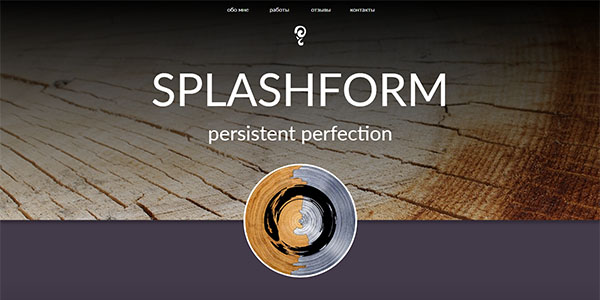 обо мне работы отзывы контакты
SPLASHFORM
persistent perfection